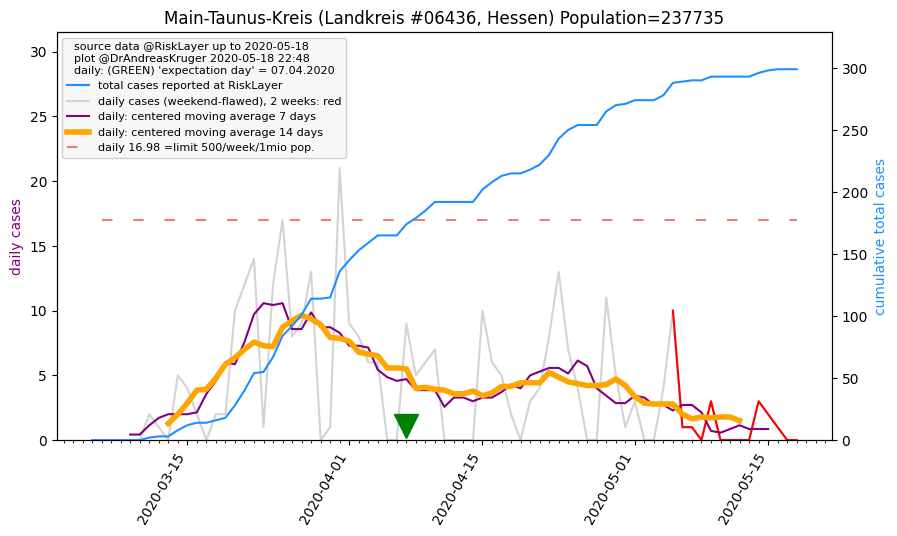 Main-Taunus-Kreis (Landkreis #06436, Hessen) Population=237735
source data @RiskLayer up to 2020-05-18
plot @DrAndreasKruger 2020-05-18 22:48
daily: (GREEN) 'expectation day' = 07.04.2020
total cases reported at RiskLayer
daily cases (weekend-flawed), 2 weeks: red
daily: centered moving average 7 days
daily: centered moving average 14 days
daily 16.98 =limit 500/week/1mio pop.
daily cases
30
25
20
15
10
5
0
cumulative total cases
300
250
200
150
100
50
0
2020-03-15
2020-04-01
2020-04-15
2020-05-01
2020-05-15